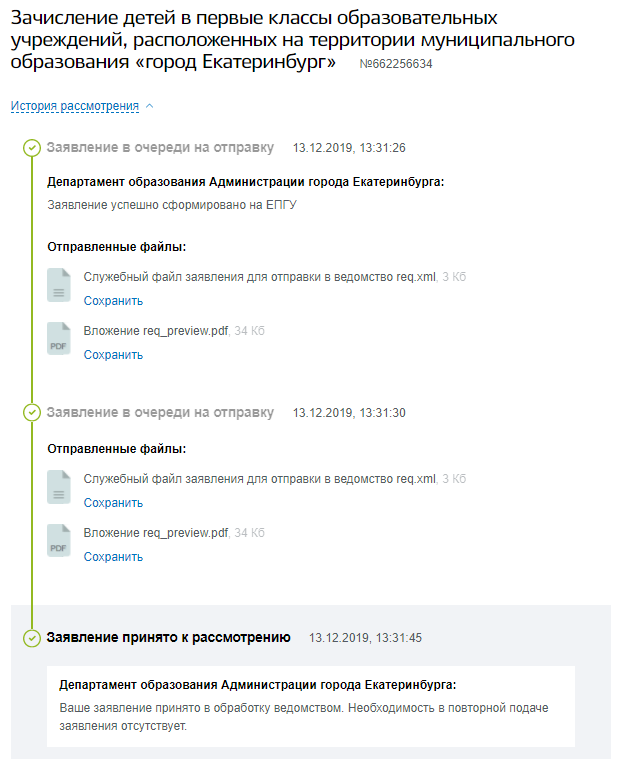 Зачисление детей в первые классы образовательных
учреждений, расположенных на территории муниципального
образования «город Екатеринбург» №662256634
История рассмотрения
Заявление в очереди на отправку 13.12.2019, 13:31:26
Департамент образования Администрации города Екатеринбурга:
Заявление успешно сформировано на ЕПГУ
Отправленные файлы:
Служебный файл заявления для отправки в ведомство req.xml, 3 Кб
Сохранить
PDF Вложение req_preview.pdf, 34 Кб
Сохранить
Заявление в очереди на отправку 13.12.2019, 13:31:30
Отправленные файлы:
Служебный файл заявления для отправки в ведомство req.xml, 3 Кб
Сохранить
PDF Вложение req_preview.pdf, 34 Кб
Сохранить
Заявление принято к рассмотрению 13.12.2019, 13:31:45
Департамент образования Администрации города Екатеринбурга:
Ваше заявление принято в обработку ведомством. Необходимость в повторной подаче
заявления отсутствует.